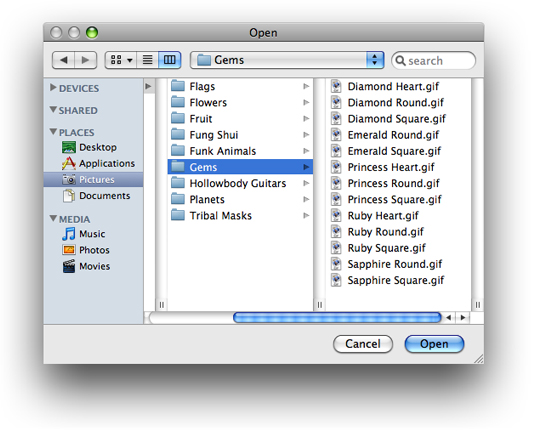 Open
Gems
search
DEVICES
SHARED
PLACES
Desktop
Applications
Pictures
Documents
MEDIA
Music
Photos
Movies
Flags
Flowers
Fruit
Fung Shui
Funk Animals
Gems
Hollowbody Guitars
Planets
Tribal Masks
Diamond Heart.gif
Diamond Round.gif
Diamond Square.gif
Emerald Round.gif
Emerald Square.gif
Princess Heart.gif
Princess Round.gif
Princess Square.gif
Ruby Heart.gif
Ruby Round.gif
Ruby Square.gif
Sapphire Round.gif
Sapphire Square.gif
Cancel
Open